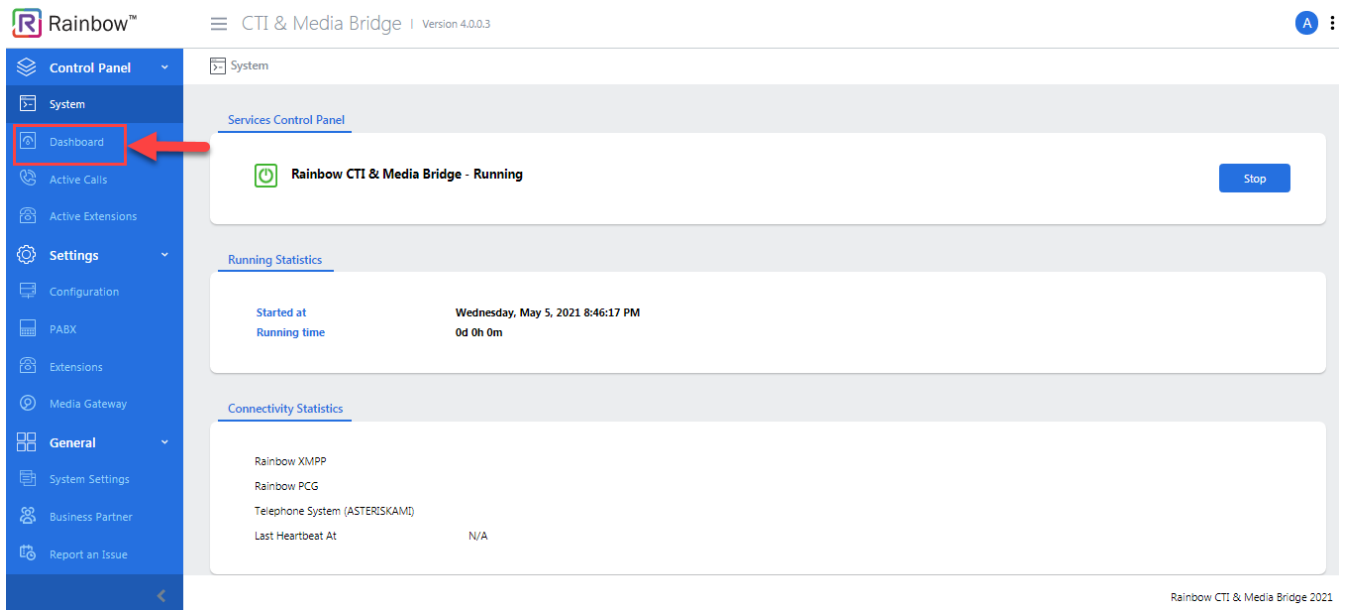 Rainbow™
CTI & Media Bridge | Version 4.0.0.3
A
Control Panel
System
Dashboard
Active Calls
Active Extensions
Settings
Configuration
PABX
Extensions
Media Gateway
General
System Settings
Business Partner
Report an Issue
System
Services Control Panel
Rainbow CTI & Media Bridge - Running
Stop
Running Statistics
Started at Wednesday, May 5, 2021 8:46:17 PM
Running time 0d 0h 0m
Connectivity Statistics
Rainbow XMPP
Rainbow PCG
Telephone System (ASTERISKAMI)
Last Heartbeat At N/A
Rainbow CTI & Media Bridge 2021